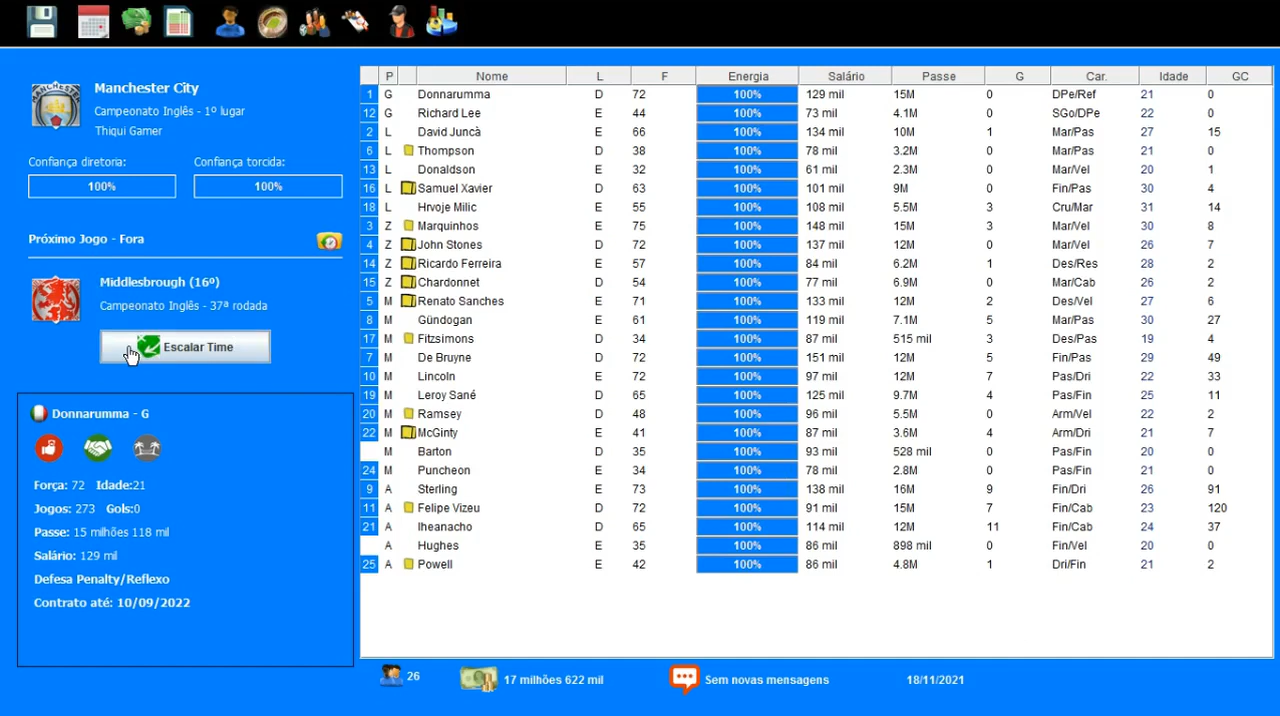 Manchester City
Campeonato Inglês - 1º lugar
Thiqui Gamer
Confiança diretoria: Confiança torcida:
100% 100%
Próximo Jogo - Fora
Middlesbrough (16º)
Campeonato Inglês - 37ª rodada
Escalar Time
Donnarumma - G
Força: 72 Idade:21
Jogos: 273 Gols:0
Passe: 15 milhões 118 mil
Salário: 129 mil
Defesa Penalty/Reflexo
Contrato até: 10/09/2022
P Nome L F Energia Salário Passe G Car. Idade GC
1 G Donnarumma D 72 100% 129 mil 15M 0 DPe/Ref 21 0
12 G Richard Lee E 44 100% 73 mil 4.1M 0 SGo/DPe 22 0
2 L David Juncà E 66 100% 134 mil 10M 1 Mar/Pas 27 15
6 L Thompson D 38 100% 78 mil 3.2M 0 Mar/Pas 21 0
13 L Donaldson E 32 100% 61 mil 2.3M 0 Mar/Vel 20 1
16 L Samuel Xavier D 63 100% 101 mil 9M 0 Fin/Pas 30 4
18 L Hrvoje Milic E 55 100% 108 mil 5.5M 3 Cru/Mar 31 14
3 Z Marquinhos E 75 100% 148 mil 15M 3 Mar/Vel 30 8
4 Z John Stones D 72 100% 137 mil 12M 0 Mar/Vel 26 7
14 Z Ricardo Ferreira E 57 100% 84 mil 6.2M 1 Des/Res 28 2
15 Z Chardonnet D 54 100% 77 mil 6.9M 0 Mar/Cab 26 2
5 M Renato Sanches E 71 100% 133 mil 12M 2 Des/Vel 27 6
8 M Gündogan E 61 100% 119 mil 7.1M 5 Mar/Pas 30 27
17 M Fitzsimons D 34 100% 87 mil 515 mil 3 Des/Pas 19 4
7 M De Bruyne D 72 100% 151 mil 12M 5 Fin/Pas 29 49
10 M Lincoln E 72 100% 97 mil 12M 7 Pas/Dri 22 33
19 M Leroy Sané D 65 100% 125 mil 9.7M 4 Pas/Fin 25 11
20 M Ramsey D 48 100% 96 mil 5.5M 0 Arm/Vel 22 2
22 M McGinty E 41 100% 87 mil 3.6M 4 Arm/Dri 21 7
M Barton D 35 100% 93 mil 528 mil 0 Pas/Fin 20 0
24 M Puncheon E 34 100% 78 mil 2.8M 0 Pas/Fin 21 0
9 A Sterling E 73 100% 138 mil 16M 9 Fin/Dri 26 91
11 A Felipe Vizeu D 72 100% 91 mil 15M 7 Fin/Cab 23 120
21 A Iheanacho D 65 100% 114 mil 12M 11 Fin/Cab 24 37
A Hughes E 35 100% 86 mil 898 mil 0 Fin/Vel 20 0
25 A Powell E 42 100% 86 mil 4.8M 1 Dri/Fin 21 2
26 17 milhões 622 mil Sem novas mensagens 18/11/2021